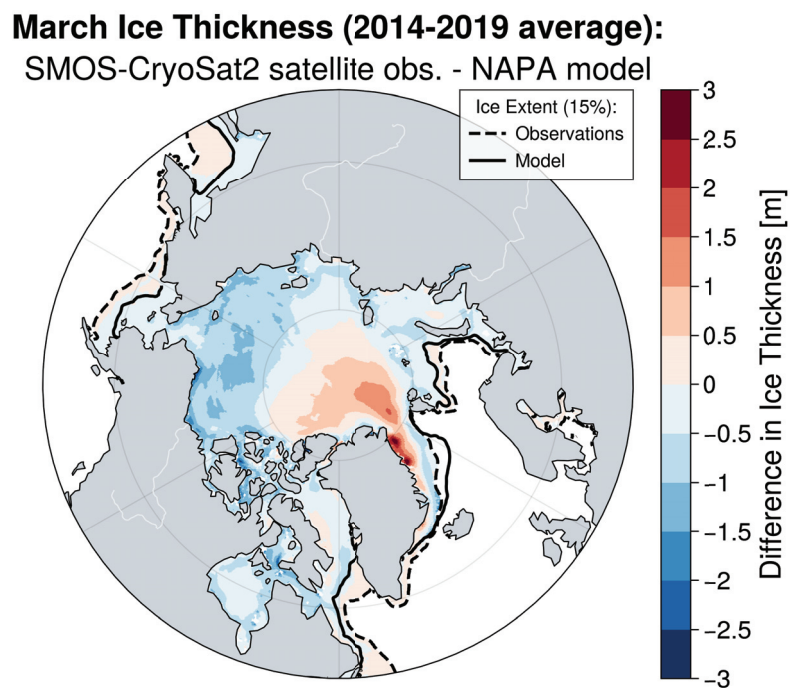 March Ice Thickness (2014-2019 average):
SMOS-CryoSat2 satellite obs. - NAPA model
Ice Extent (15%):
Observations
Model
3
2.5
2
1.5
1
0.5
0
−0.5
−1
−1.5
−2
−2.5
−3
Difference in Ice Thickness [m]